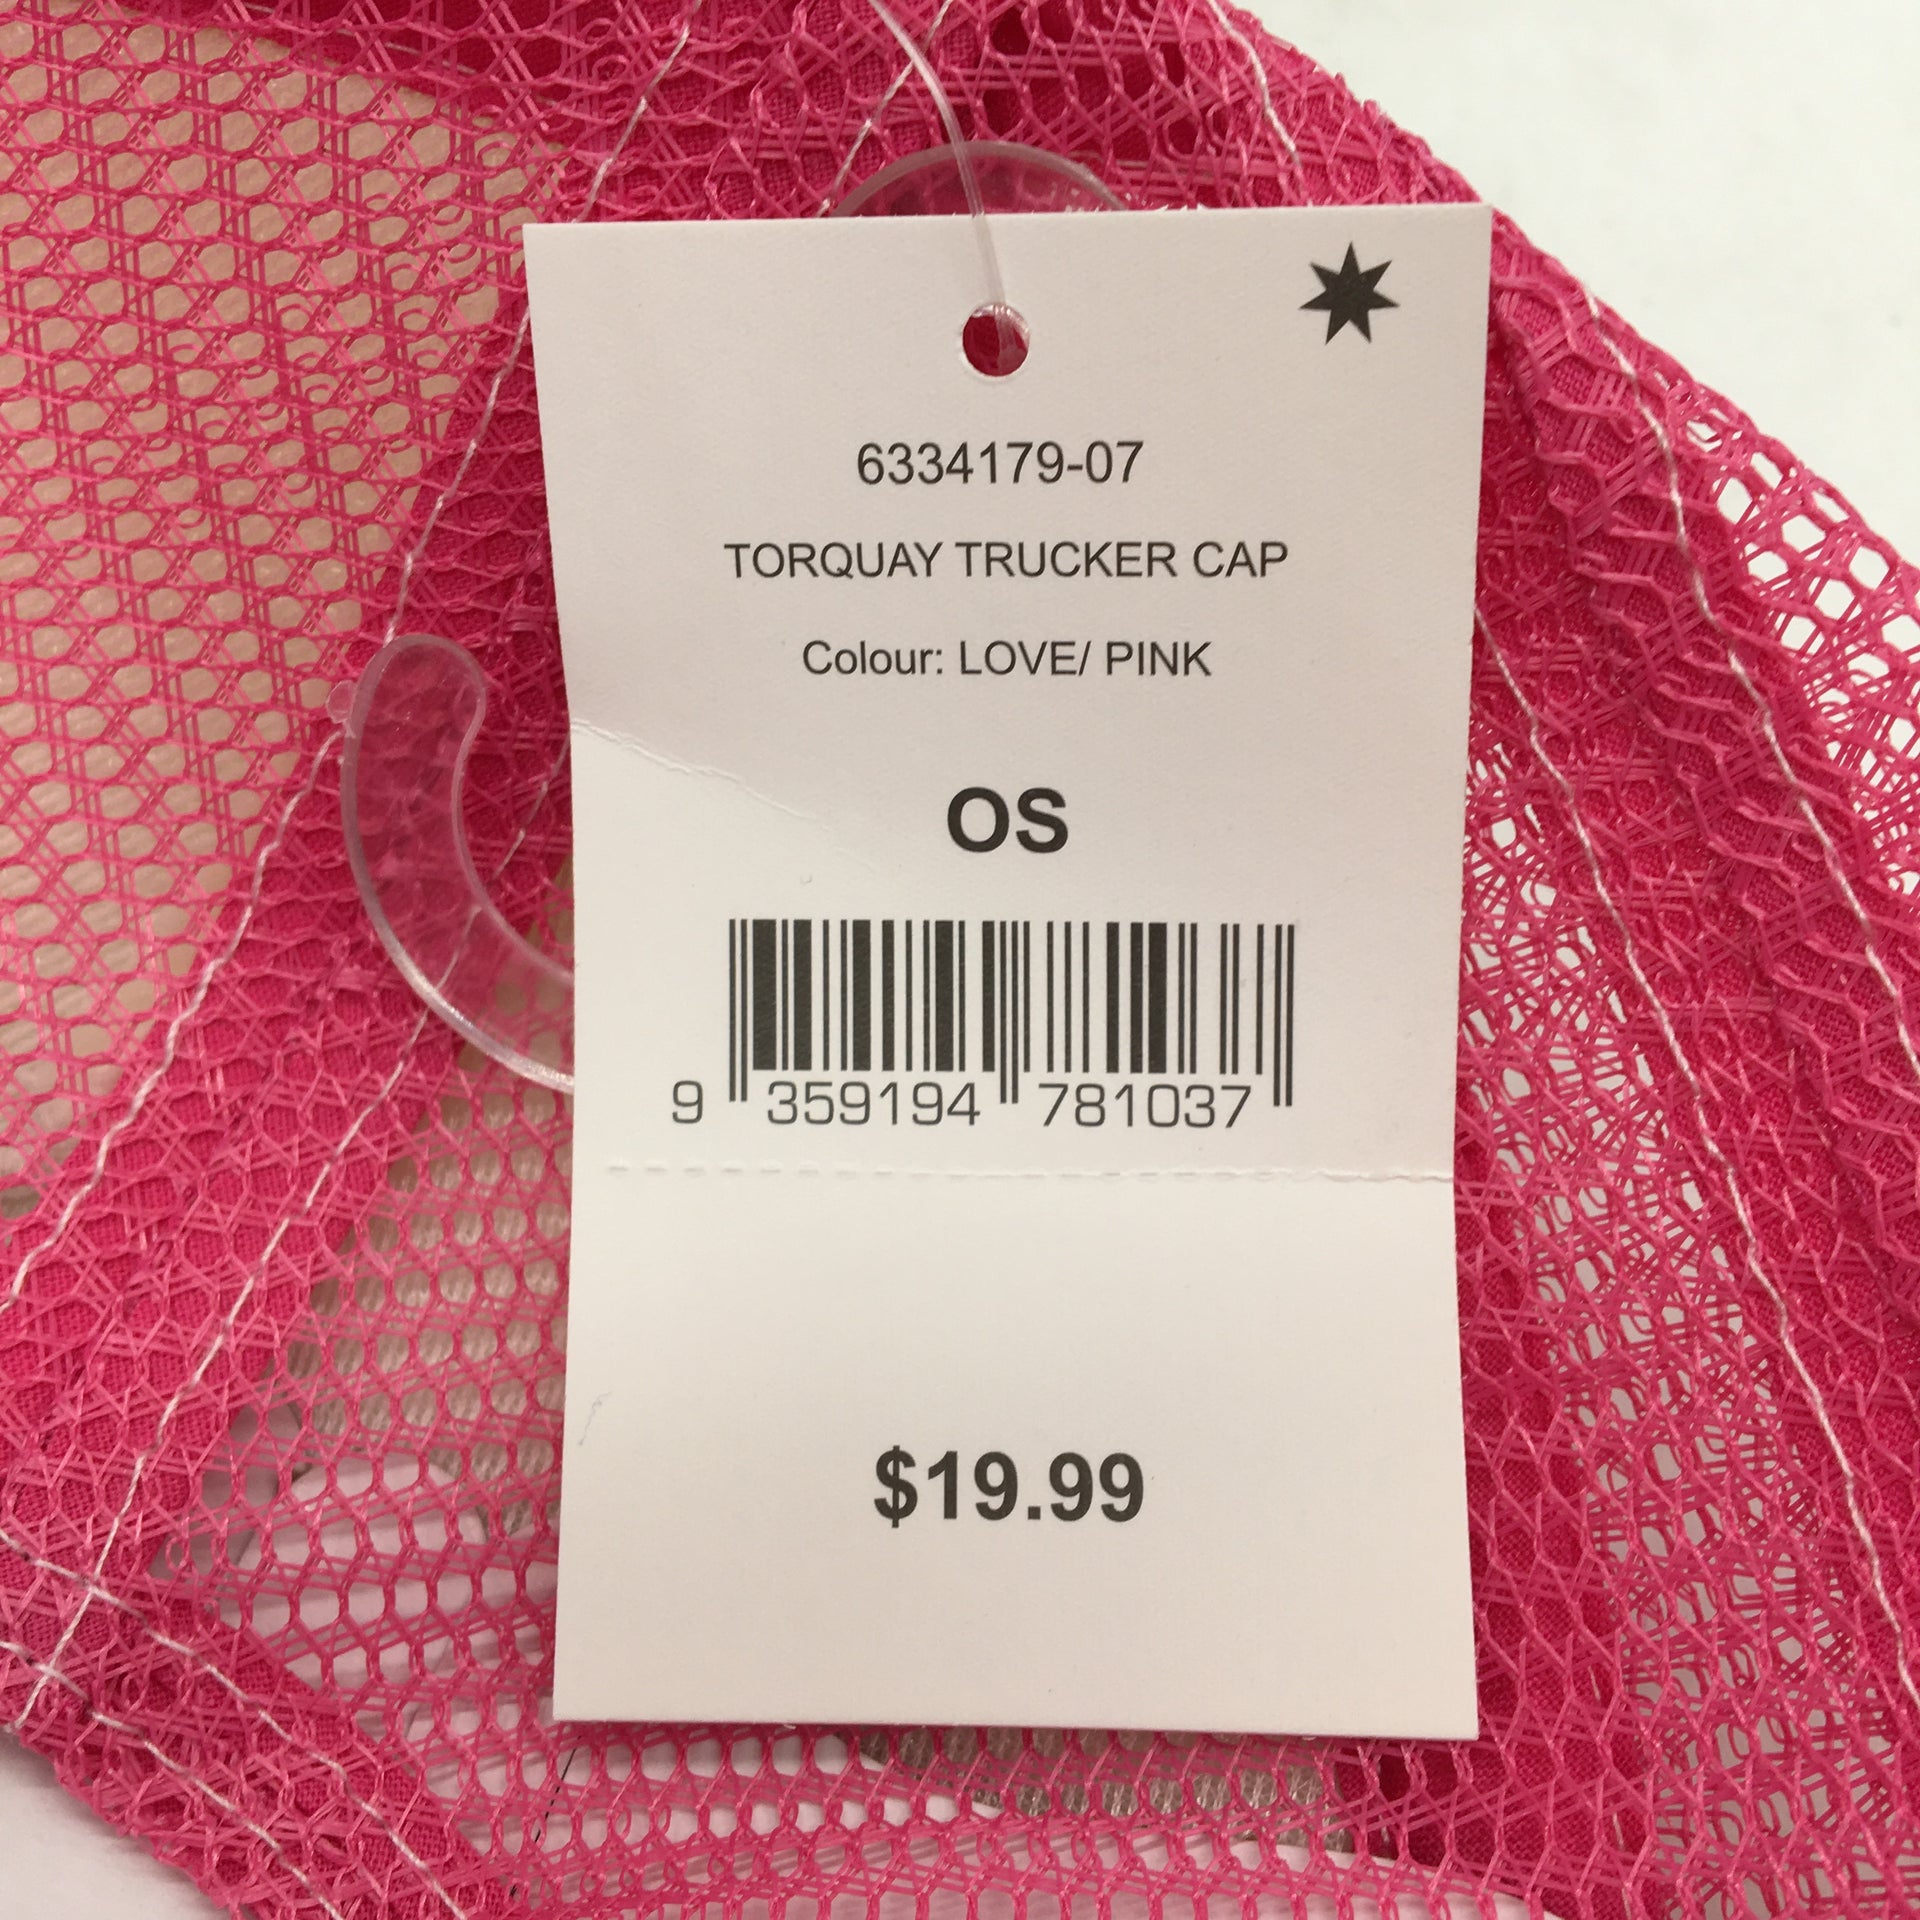 6334179-07
TORQUAY TRUCKER CAP
Colour: LOVE/ PINK
OS
9 359194 781037
$19.99